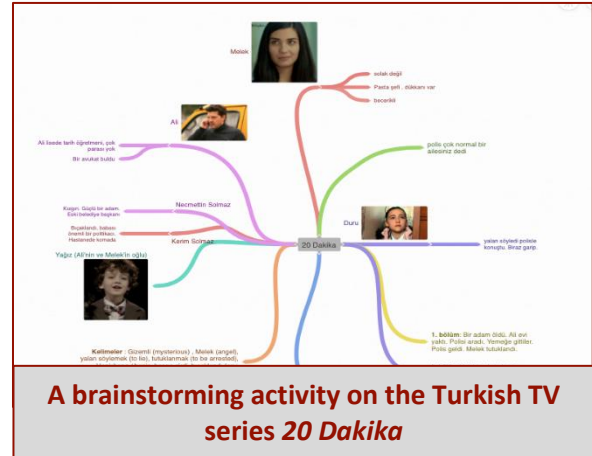 Melek
solak değil
Pasta şefi . dükkanı var
becerikli
Ali
Ali lisede tarih öğretmeni, çok
parası yok
Bir avukat buldu
polis çok normal bir
ailesiniz dedi
Necmettin Solmaz
Kızgın. Güçlü bir adam.
Eski belediye başkanı
Bıçaklandı, babası
önemli bir politikacı.
Hastanede komada
Kerim Solmaz
Duru
20 Dakika
yalan söyledi polisle
konuştu. Biraz garip.
Yağız (Ali'nin ve Melek'in oğlu)
1. bölüm: Bir adam öldü. Ali evi
yaktı. Polisi aradı. Yemeğe gittiler.
Polis geldi. Melek tutuklandı.
Kelimeler : Gizemli (mysterious) , Melek (angel),
yalan söylemek (to lie), tutuklanmak (to be arrested),
A brainstorming activity on the Turkish TV
series 20 Dakika